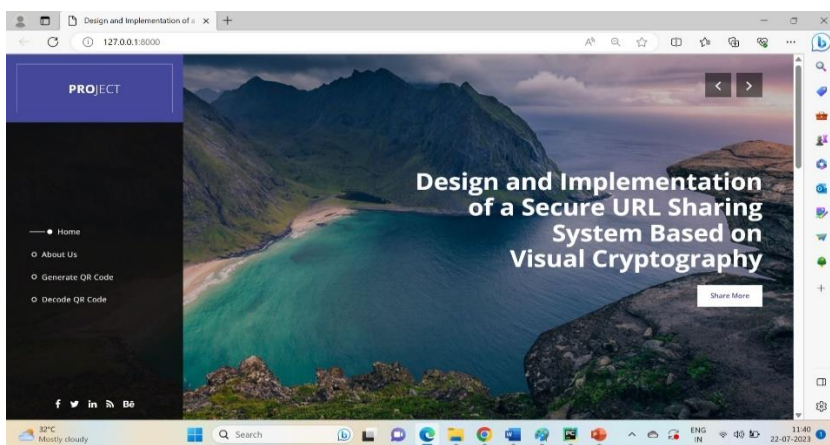 Design and Implementation of a
127.0.0.1:8000
PROJECT
Design and Implementation
of a Secure URL Sharing
System Based on
Visual Cryptography
Share More
Home
About Us
Generate QR Code
Decode QR Code
f in Bē
32°C
Mostly cloudy
Search
ENG
IN
11:40
22-07-2023